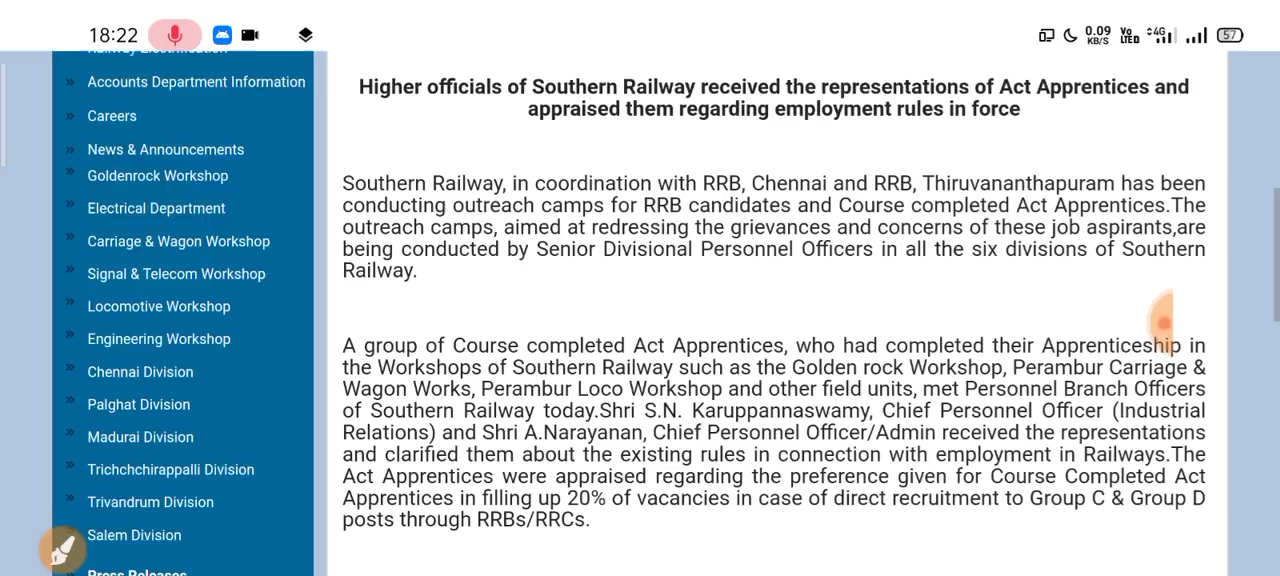 18:22
0.09
KB/S
Vo
LTED
4G
57
Railway Electrification
» Accounts Department Information
» Careers
» News & Announcements
» Goldenrock Workshop
» Electrical Department
» Carriage & Wagon Workshop
» Signal & Telecom Workshop
» Locomotive Workshop
» Engineering Workshop
» Chennai Division
» Palghat Division
» Madurai Division
» Trichchchirappalli Division
» Trivandrum Division
» Salem Division
» Press Releases
Higher officials of Southern Railway received the representations of Act Apprentices and
appraised them regarding employment rules in force
Southern Railway, in coordination with RRB, Chennai and RRB, Thiruvananthapuram has been
conducting outreach camps for RRB candidates and Course completed Act Apprentices.The
outreach camps, aimed at redressing the grievances and concerns of these job aspirants,are
being conducted by Senior Divisional Personnel Officers in all the six divisions of Southern
Railway.
A group of Course completed Act Apprentices, who had completed their Apprenticeship in
the Workshops of Southern Railway such as the Golden rock Workshop, Perambur Carriage &
Wagon Works, Perambur Loco Workshop and other field units, met Personnel Branch Officers
of Southern Railway today.Shri S.N. Karuppannaswamy, Chief Personnel Officer (Industrial
Relations) and Shri A.Narayanan, Chief Personnel Officer/Admin received the representations
and clarified them about the existing rules in connection with employment in Railways.The
Act Apprentices were appraised regarding the preference given for Course Completed Act
Apprentices in filling up 20% of vacancies in case of direct recruitment to Group C & Group D
posts through RRBs/RRCs.